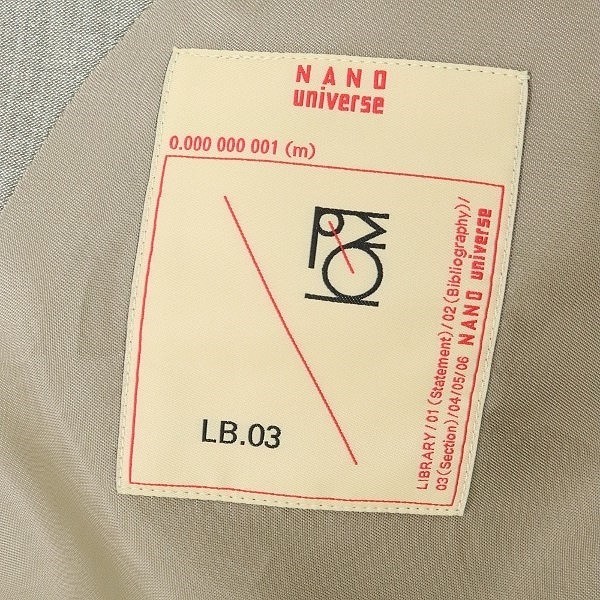 NANO
universe
0.000 000 001 (m)
LB.03
LIBRARY/01(Statement)/02(Bibliography)/
03(Section)/04/05/06 NANO universe